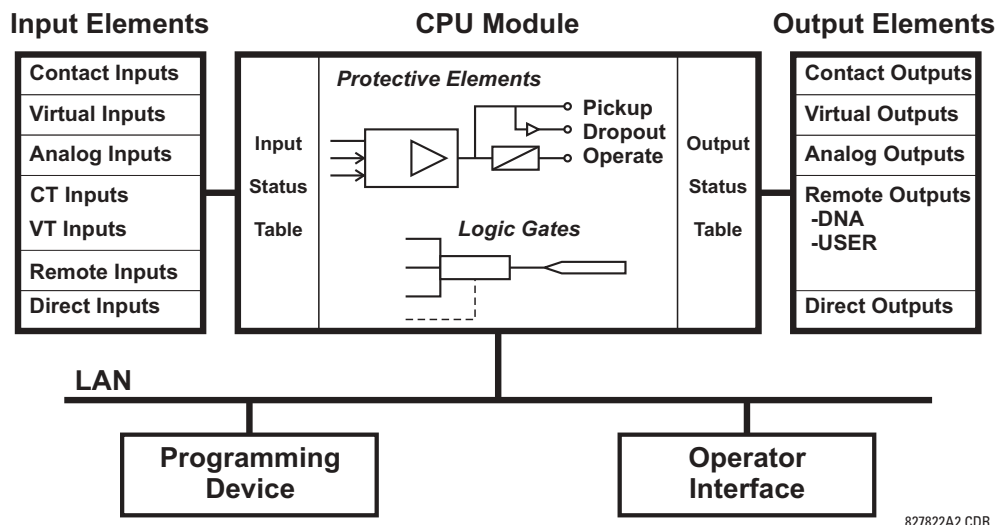 Input Elements
CPU Module
Output Elements
Contact Inputs
Virtual Inputs
Analog Inputs
CT Inputs
VT Inputs
Remote Inputs
Direct Inputs
Input
Status
Table
Protective Elements
Pickup
Dropout
Operate
Logic Gates
Output
Status
Table
Contact Outputs
Virtual Outputs
Analog Outputs
Remote Outputs
-DNA
-USER
Direct Outputs
LAN
Programming
Device
Operator
Interface
827822A2.CDR